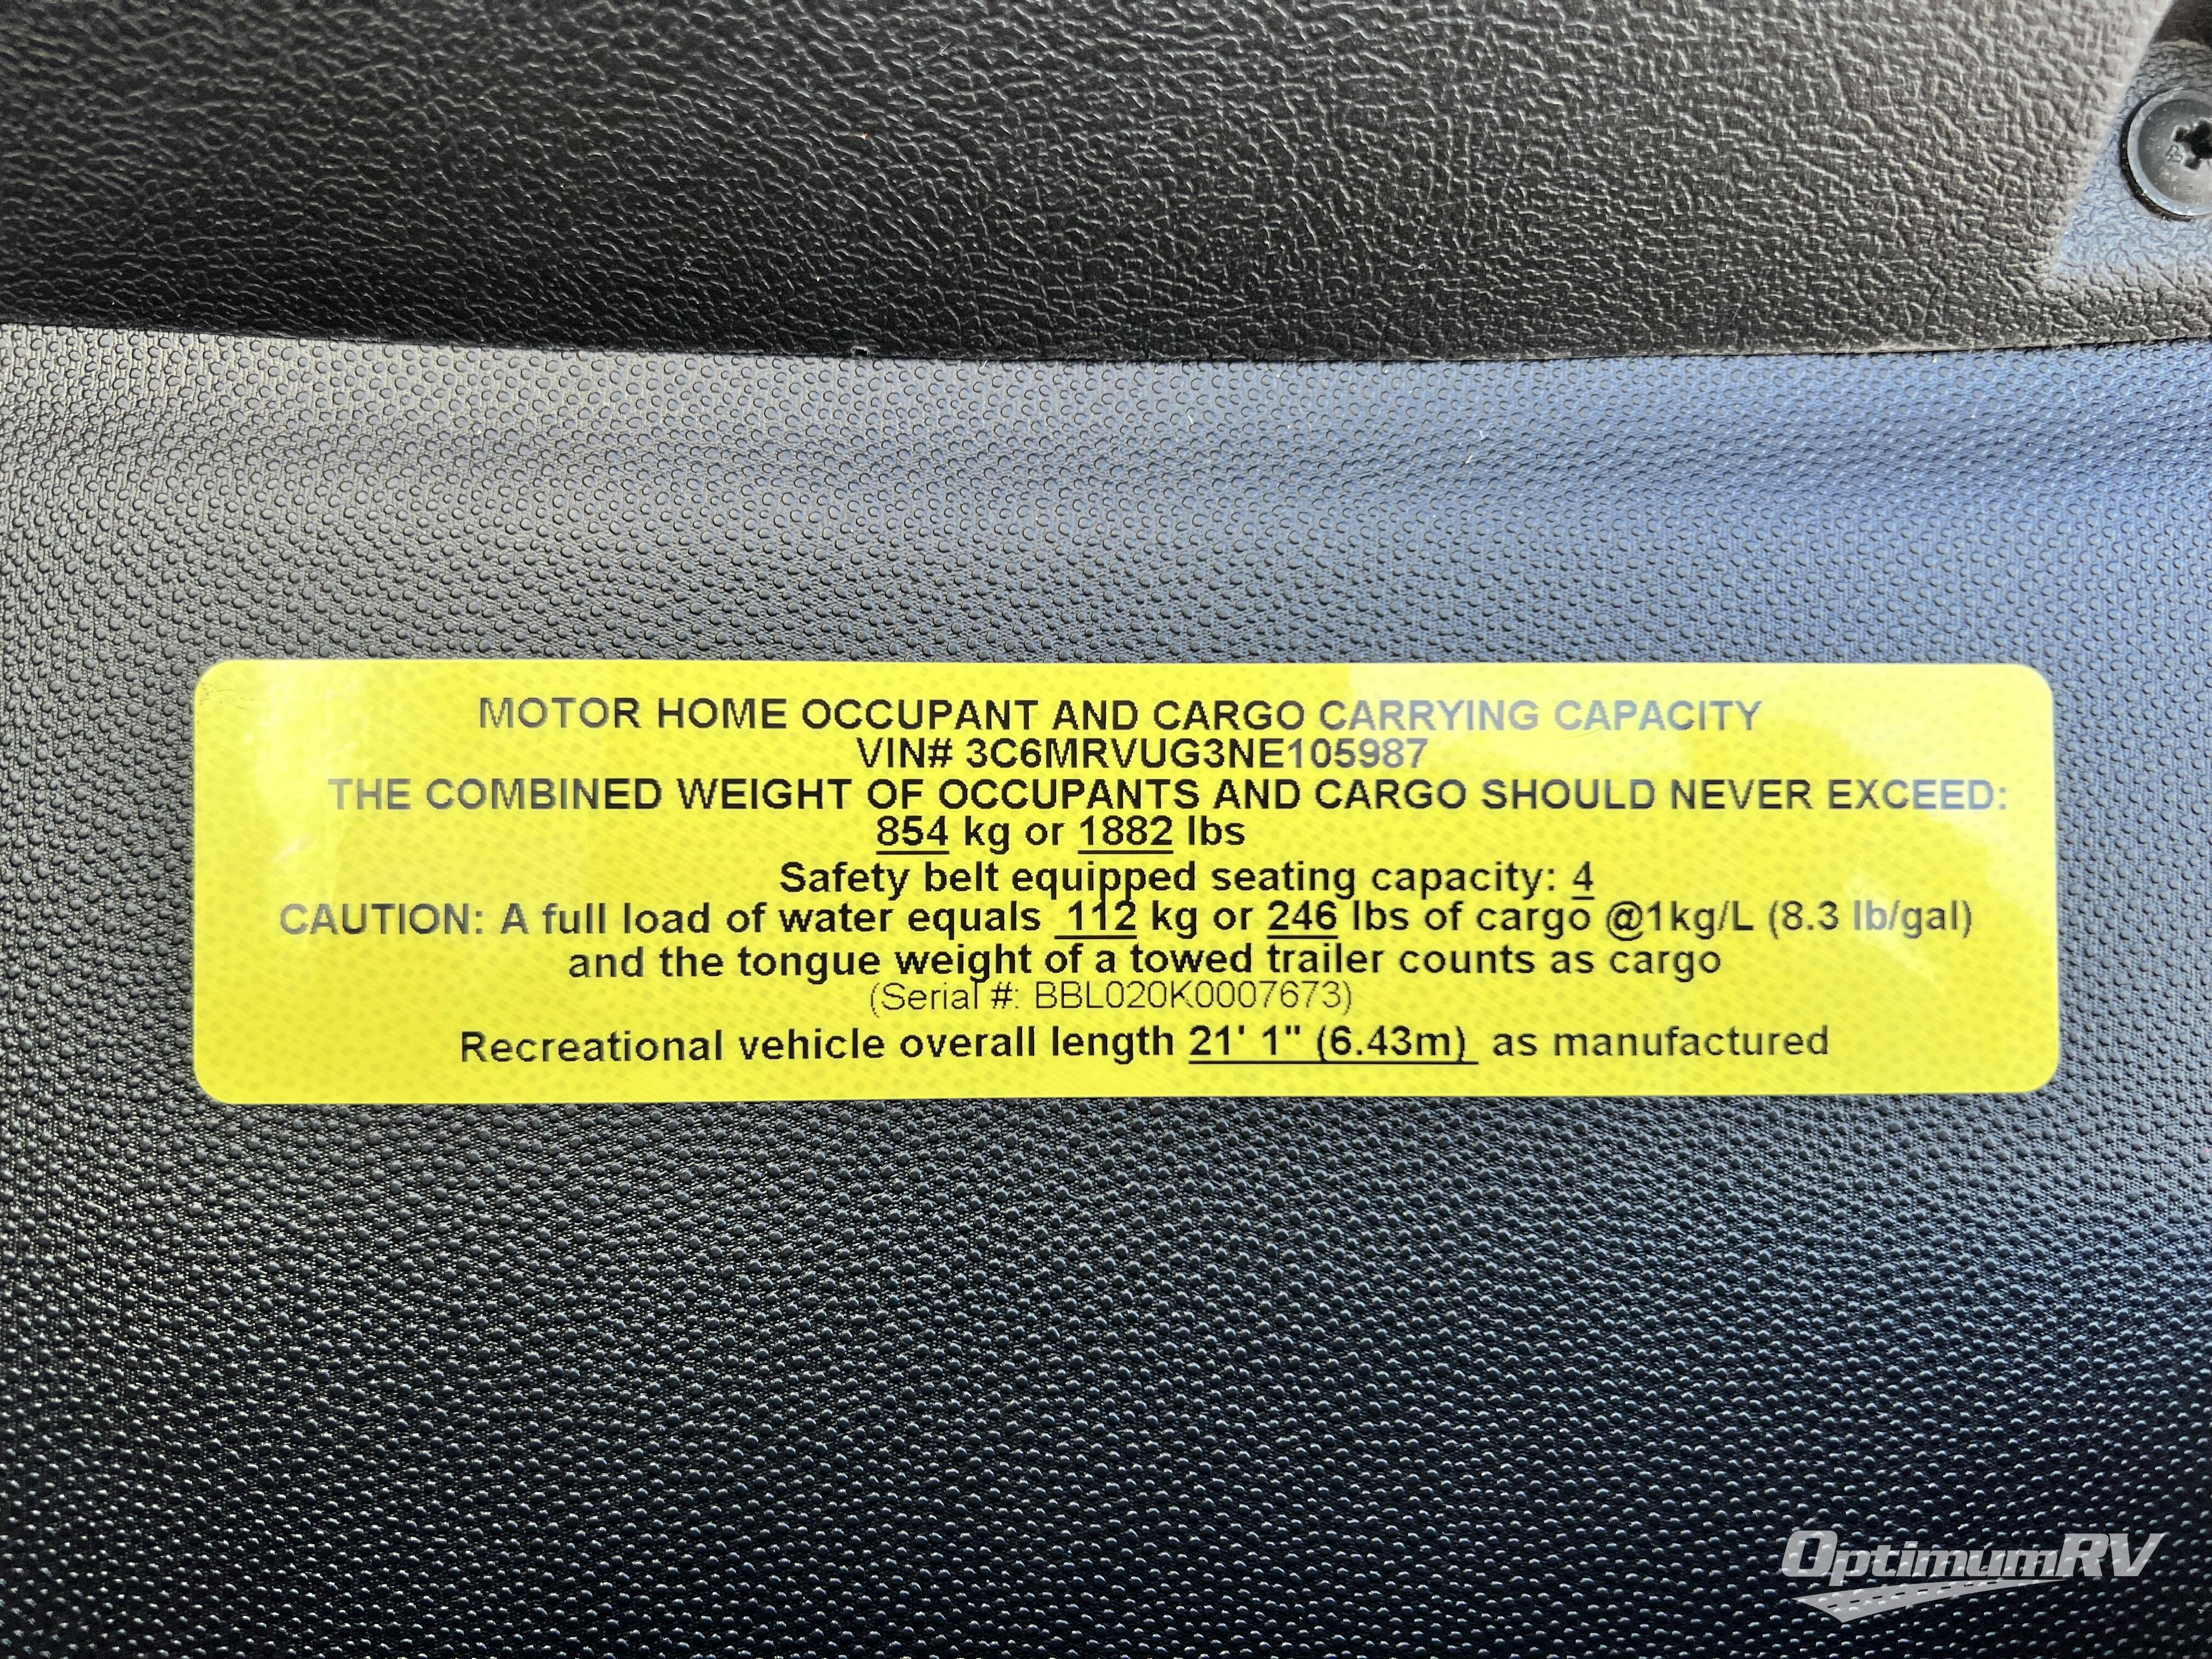 MOTOR HOME OCCUPANT AND CARGO CARRYING CAPACITY
VIN# 3C6MRVUG3NE105987
THE COMBINED WEIGHT OF OCCUPANTS AND CARGO SHOULD NEVER EXCEED:
854 kg or 1882 lbs
Safety belt equipped seating capacity: 4
CAUTION: A full load of water equals 112 kg or 246 lbs of cargo @1kg/L (8.3 lb/gal)
and the tongue weight of a towed trailer counts as cargo
(Serial #: BBL020K0007673)
Recreational vehicle overall length 21' 1" (6.43m) as manufactured
OptimumRV